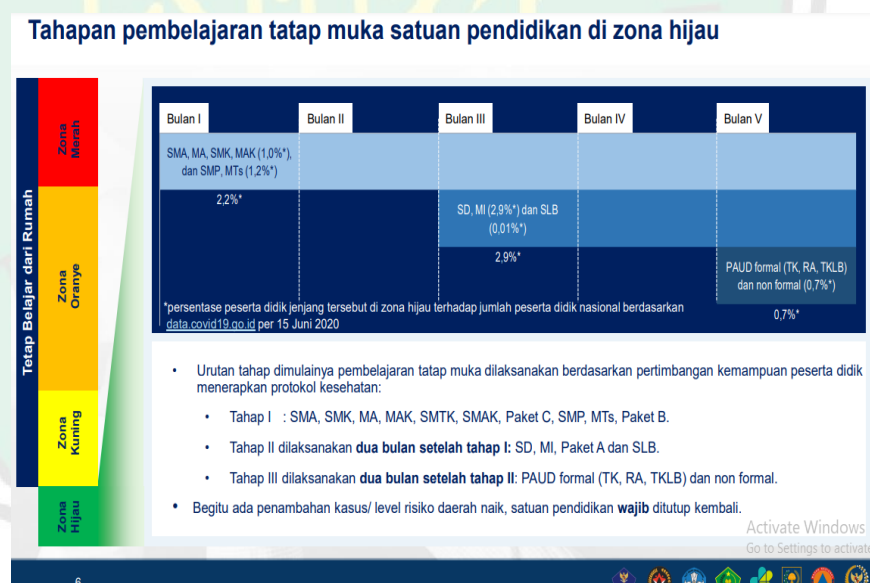 Tahapan pembelajaran tatap muka satuan pendidikan di zona hijau
Tetap Belajar dari Rumah
Zona
Merah
Zona
Oranye
Zona
Kuning
Zona
Hijau
Bulan I
Bulan II
Bulan III
Bulan IV
Bulan V
SMA, MA, SMK, MAK (1,0%*),
dan SMP, MTs (1,2%*)
2,2%*
SD, MI (2,9%*) dan SLB
(0,01%*)
2,9%*
PAUD formal (TK, RA, TKLB)
dan non formal (0,7%*)
0,7%*
*persentase peserta didik jenjang tersebut di zona hijau terhadap jumlah peserta didik nasional berdasarkan
data.covid19.go.id per 15 Juni 2020
• Urutan tahap dimulainya pembelajaran tatap muka dilaksanakan berdasarkan pertimbangan kemampuan peserta didik
menerapkan protokol kesehatan:
• Tahap I : SMA, SMK, MA, MAK, SMTK, SMAK, Paket C, SMP, MTs, Paket B.
• Tahap II dilaksanakan dua bulan setelah tahap I: SD, MI, Paket A dan SLB.
• Tahap III dilaksanakan dua bulan setelah tahap II: PAUD formal (TK, RA, TKLB) dan non formal.
• Begitu ada penambahan kasus/ level risiko daerah naik, satuan pendidikan wajib ditutup kembali.
Activate Windows
Go to Settings to activate
6